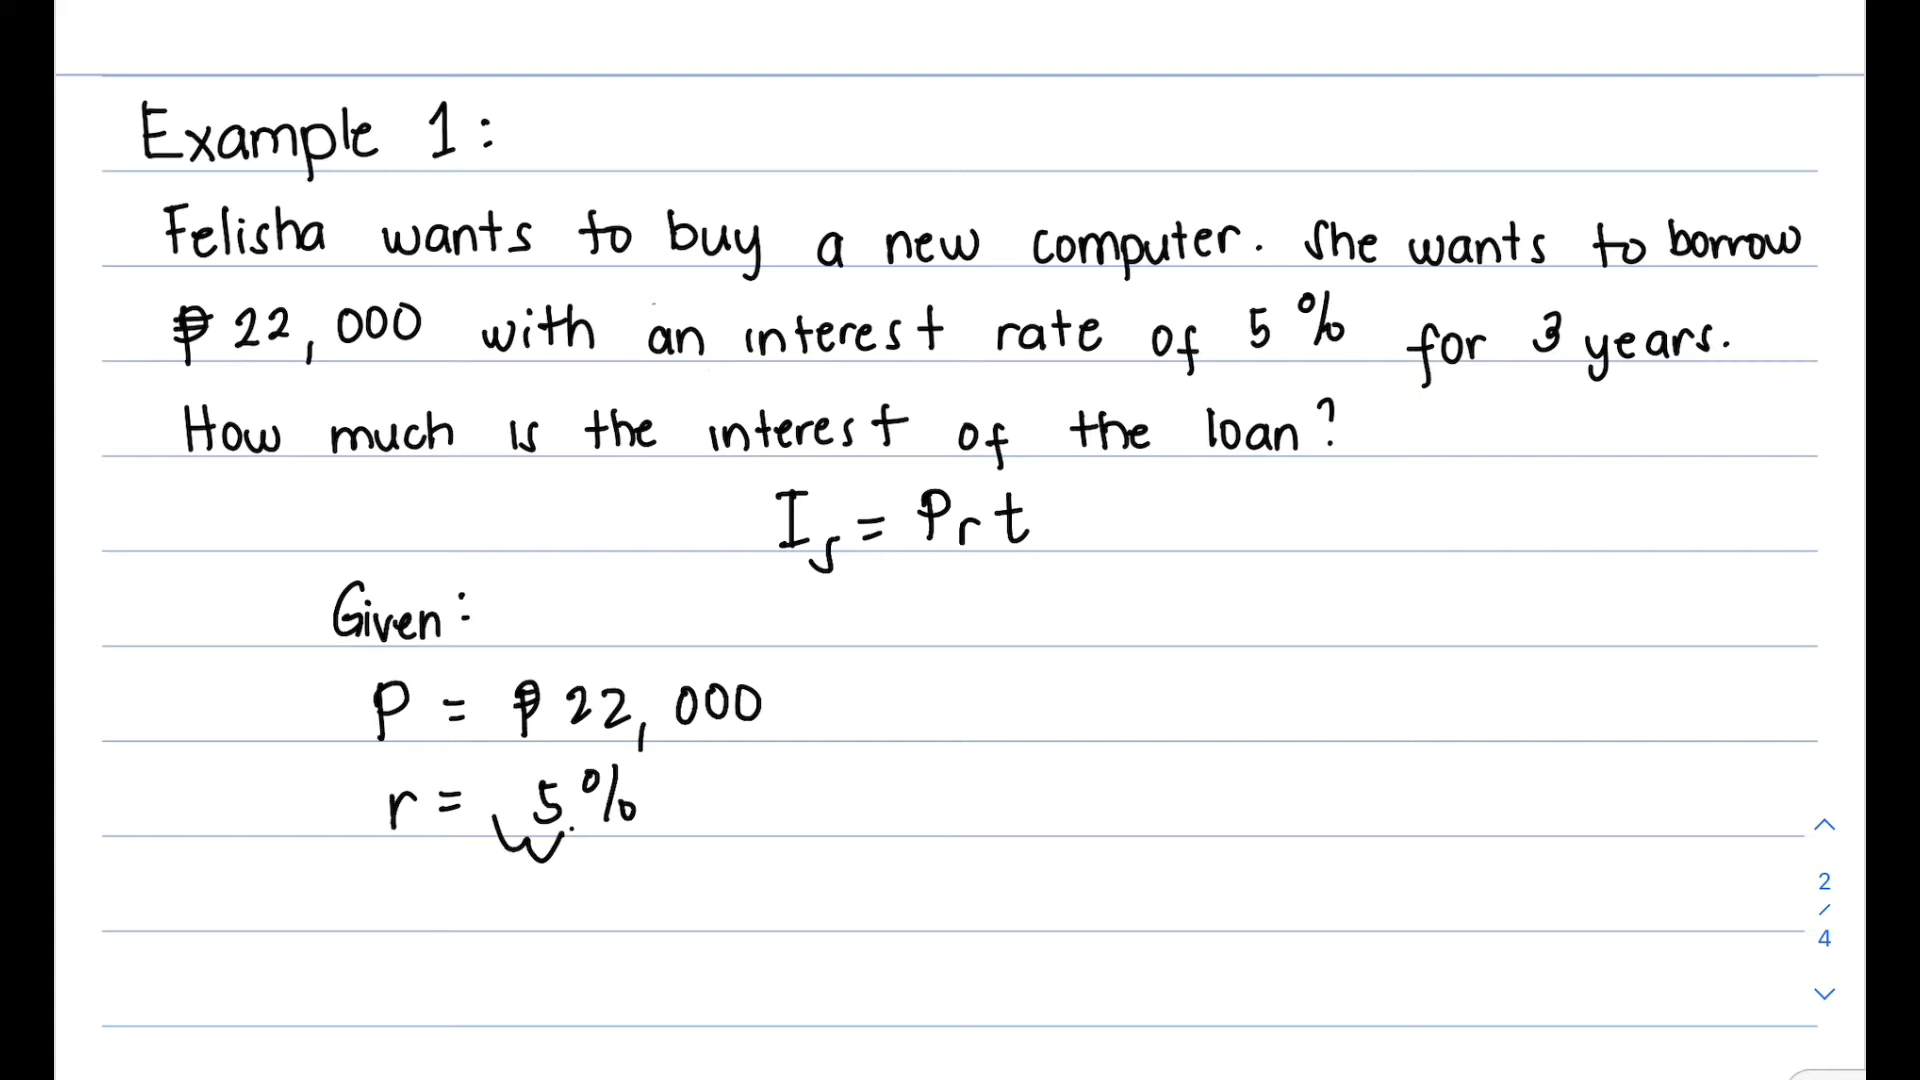 Example 1:
Felisha wants to buy a new computer. She wants to borrow
₱ 22,000 with an interest rate of 5% for 3 years.
How much is the interest of the loan?
Iₛ = Prt
Given:
P = ₱ 22,000
r = 5.%
2
/
4